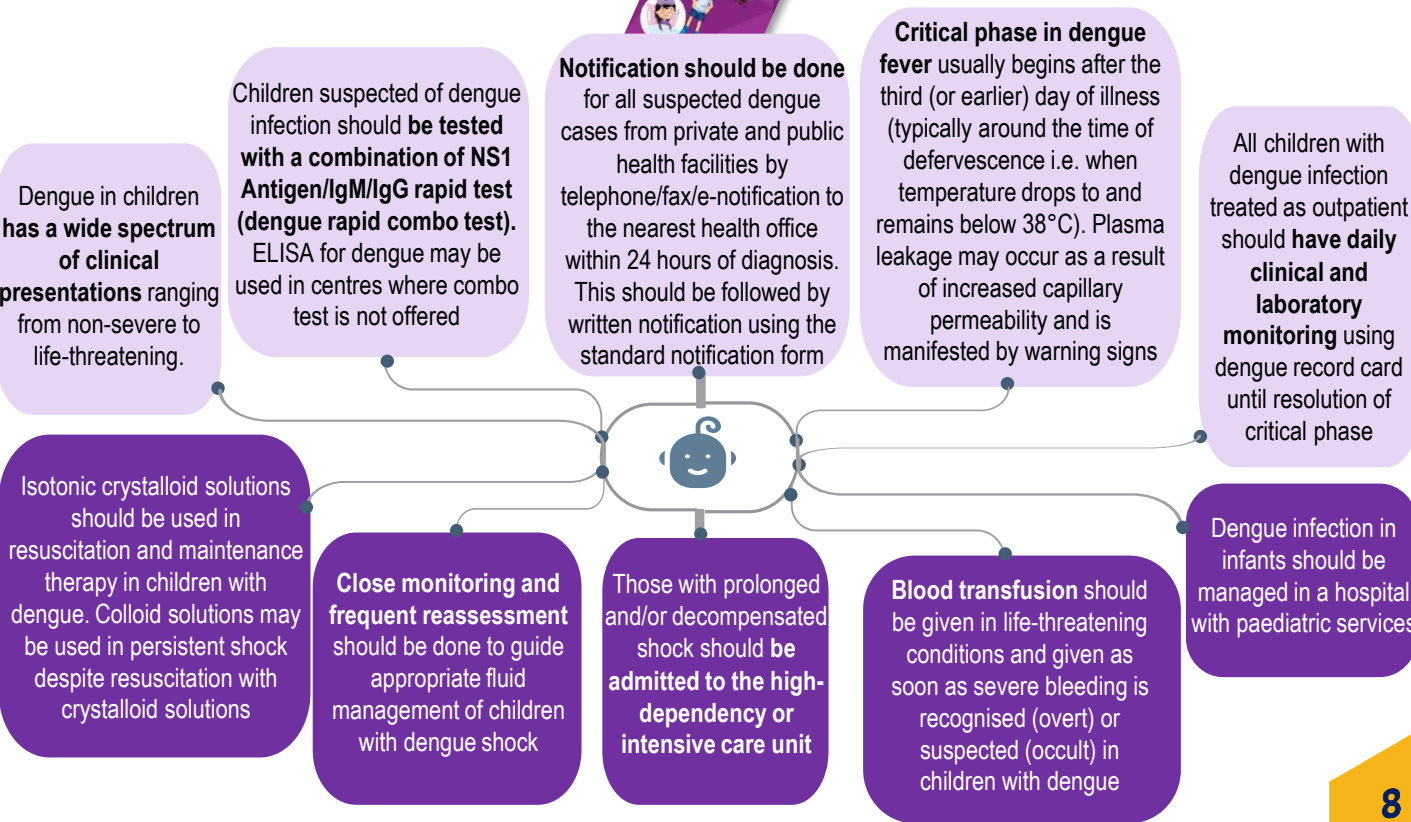 Dengue in children
has a wide spectrum
of clinical
presentations ranging
from non-severe to
life-threatening.
Children suspected of dengue
infection should be tested
with a combination of NS1
Antigen/IgM/IgG rapid test
(dengue rapid combo test).
ELISA for dengue may be
used in centres where combo
test is not offered
Notification should be done
for all suspected dengue
cases from private and public
health facilities by
telephone/fax/e-notification to
the nearest health office
within 24 hours of diagnosis.
This should be followed by
written notification using the
standard notification form
Critical phase in dengue
fever usually begins after the
third (or earlier) day of illness
(typically around the time of
defervescence i.e. when
temperature drops to and
remains below 38°C). Plasma
leakage may occur as a result
of increased capillary
permeability and is
manifested by warning signs
All children with
dengue infection
treated as outpatient
should have daily
clinical and
laboratory
monitoring using
dengue record card
until resolution of
critical phase
Isotonic crystalloid solutions
should be used in
resuscitation and maintenance
therapy in children with
dengue. Colloid solutions may
be used in persistent shock
despite resuscitation with
crystalloid solutions
Close monitoring and
frequent reassessment
should be done to guide
appropriate fluid
management of children
with dengue shock
Those with prolonged
and/or decompensated
shock should be
admitted to the high-
dependency or
intensive care unit
Blood transfusion should
be given in life-threatening
conditions and given as
soon as severe bleeding is
recognised (overt) or
suspected (occult) in
children with dengue
Dengue infection in
infants should be
managed in a hospital
with paediatric services
8